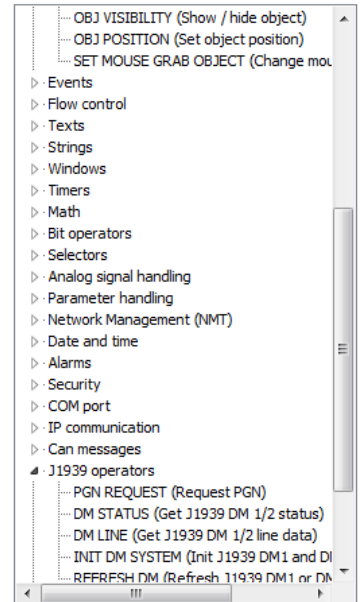 OBJ VISIBILITY (Show / hide object)
OBJ POSITION (Set object position)
SET MOUSE GRAB OBJECT (Change mou
Events
Flow control
Texts
Strings
Windows
Timers
Math
Bit operators
Selectors
Analog signal handling
Parameter handling
Network Management (NMT)
Date and time
Alarms
Security
COM port
IP communication
Can messages
J1939 operators
PGN REQUEST (Request PGN)
DM STATUS (Get J1939 DM 1/2 status)
DM LINE (Get J1939 DM 1/2 line data)
INIT DM SYSTEM (Init J1939 DM1 and
REFRESH DM (Refresh J1939 DM1 or